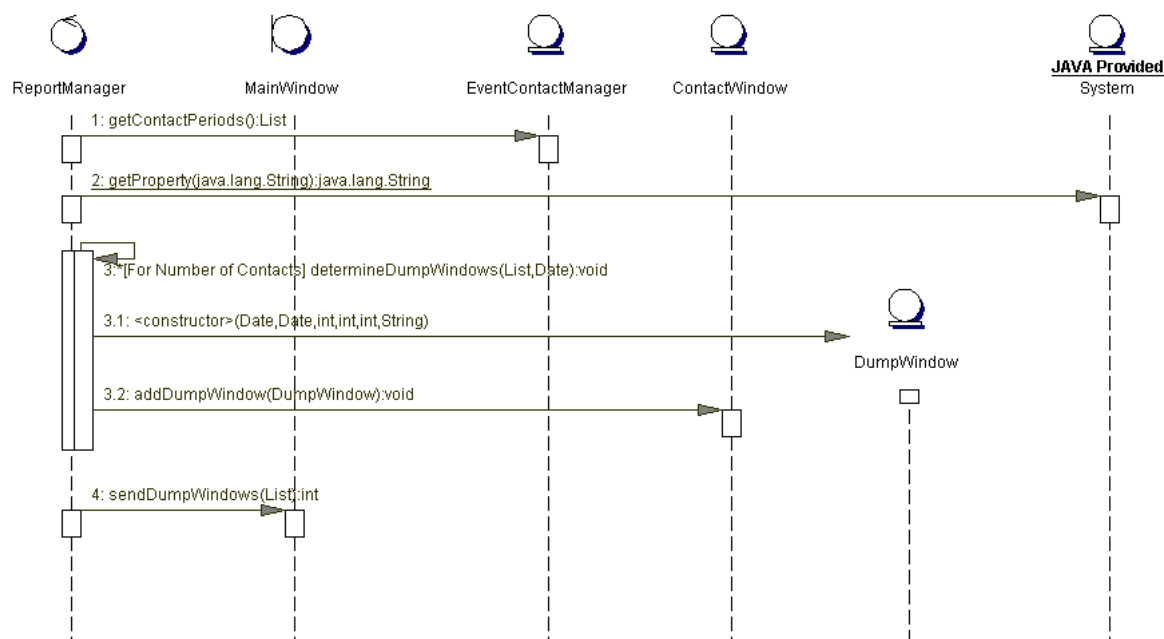 JAVA Provided
ReportManager MainWindow EventContactManager ContactWindow System
1: getContactPeriods():List
2: getProperty(java.lang.String):java.lang.String
3:*[For Number of Contacts] determineDumpWindows(List,Date):void
3.1: <constructor>(Date,Date,int,int,int,String)
DumpWindow
3.2: addDumpWindow(DumpWindow):void
4: sendDumpWindows(List):int